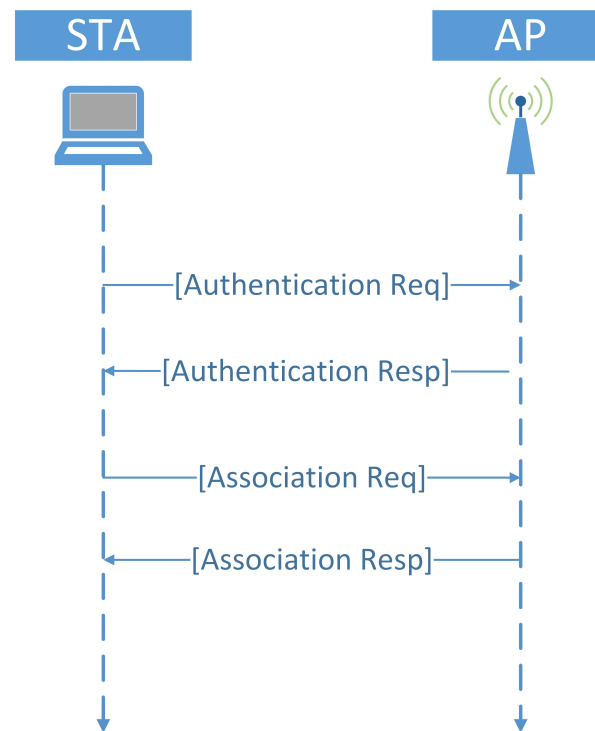 STA
AP
[Authentication Req]
[Authentication Resp]
[Association Req]
[Association Resp]